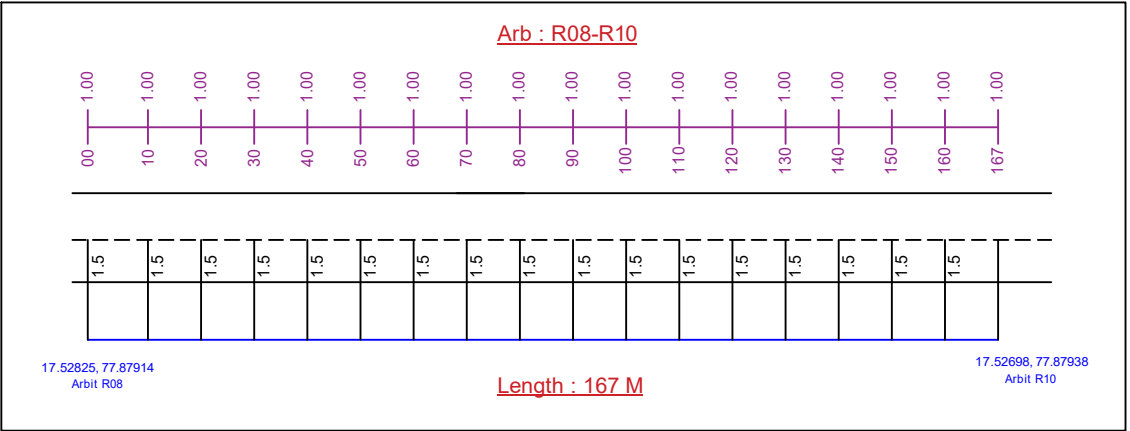 Arb : R08-R10
1.00 1.00 1.00 1.00 1.00 1.00 1.00 1.00 1.00 1.00 1.00 1.00 1.00 1.00 1.00 1.00 1.00 1.00
00 10 20 30 40 50 60 70 80 90 100 110 120 130 140 150 160 167
1.5 1.5 1.5 1.5 1.5 1.5 1.5 1.5 1.5 1.5 1.5 1.5 1.5 1.5 1.5 1.5 1.5
17.52825, 77.87914
Arbit R08
Length : 167 M
17.52698, 77.87938
Arbit R10